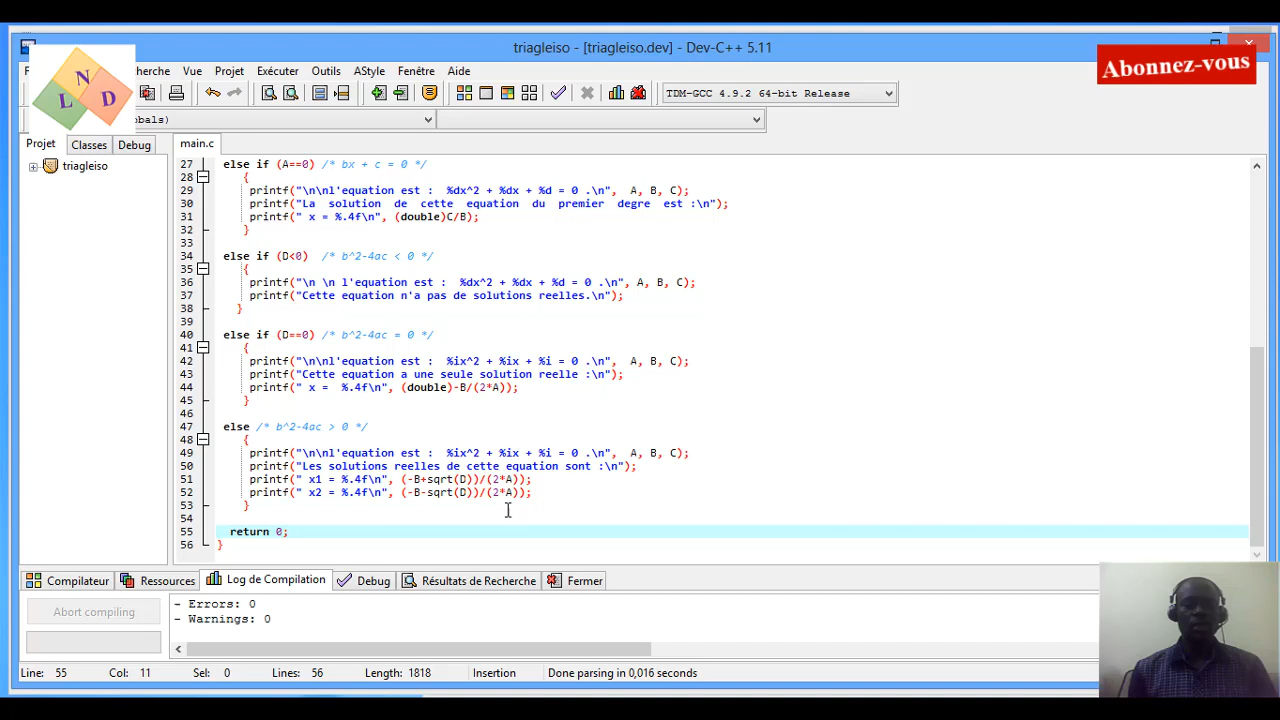 triagleiso - [triagleiso.dev] - Dev-C++ 5.11
Abonnez-vous
N
L D
herche Vue Projet Exécuter Outils AStyle Fenêtre Aide
TDM-GCC 4.9.2 64-bit Release
obals)
Projet Classes Debug
main.c
triagleiso
27 else if (A==0) /* bx + c = 0 */
28 {
29 printf("\n\nl'equation est :  %dx^2 + %dx + %d = 0 .\n",  A, B, C);
30 printf("La  solution  de  cette  equation  du  premier  degre  est :\n");
31 printf(" x = %.4f\n", (double)C/B);
32 }
33
34 else if (D<0)  /* b^2-4ac < 0 */
35 {
36 printf("\n \n l'equation est :  %dx^2 + %dx + %d = 0 .\n", A, B, C);
37 printf("Cette equation n'a pas de solutions reelles.\n");
38 }
39
40 else if (D==0) /* b^2-4ac = 0 */
41 {
42 printf("\n\nl'equation est :  %ix^2 + %ix + %i = 0 .\n",  A, B, C);
43 printf("Cette equation a une seule solution reelle :\n");
44 printf(" x =  %.4f\n", (double)-B/(2*A));
45 }
46
47 else /* b^2-4ac > 0 */
48 {
49 printf("\n\nl'equation est :  %ix^2 + %ix + %i = 0 .\n",  A, B, C);
50 printf("Les solutions reelles de cette equation sont :\n");
51 printf(" x1 = %.4f\n", (-B+sqrt(D))/(2*A));
52 printf(" x2 = %.4f\n", (-B-sqrt(D))/(2*A));
53 }
54
55 return 0;
56 }
Compilateur Ressources Log de Compilation Debug Résultats de Recherche Fermer
Abort compiling
- Errors: 0
- Warnings: 0
Line: 55 Col: 11 Sel: 0 Lines: 56 Length: 1818 Insertion Done parsing in 0,016 seconds